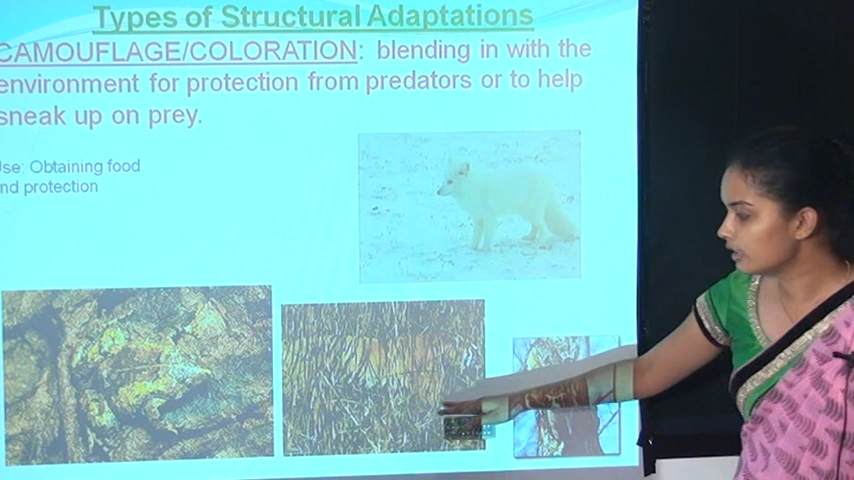 Types of Structural Adaptations
CAMOUFLAGE/COLORATION: blending in with the
environment for protection from predators or to help
sneak up on prey.
Use: Obtaining food
and protection